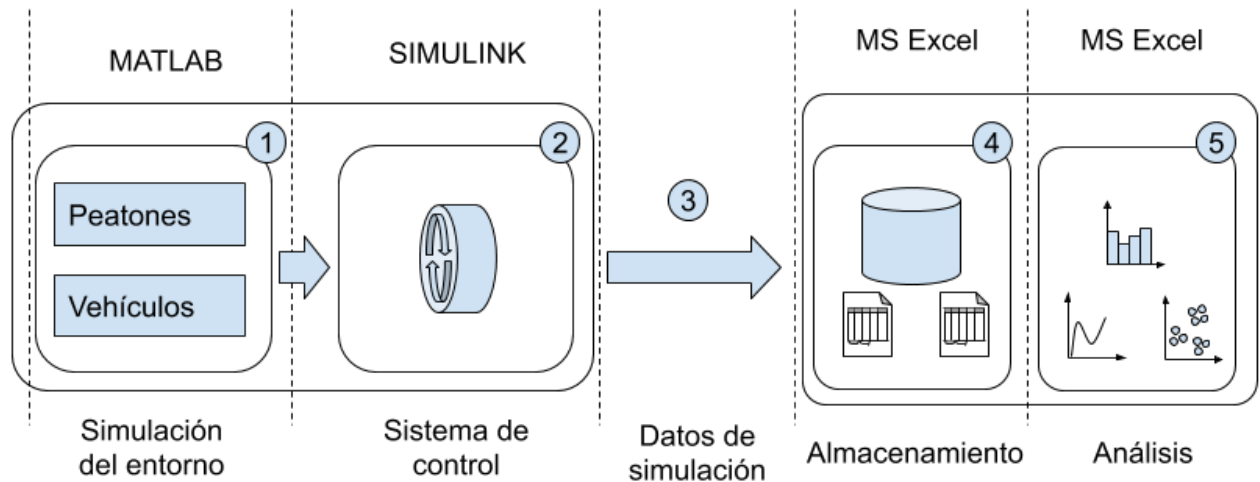 MATLAB
SIMULINK
MS Excel
MS Excel
1
2
3
4
5
Peatones
Vehículos
Simulación
del entorno
Sistema de
control
Datos de
simulación
Almacenamiento
Análisis